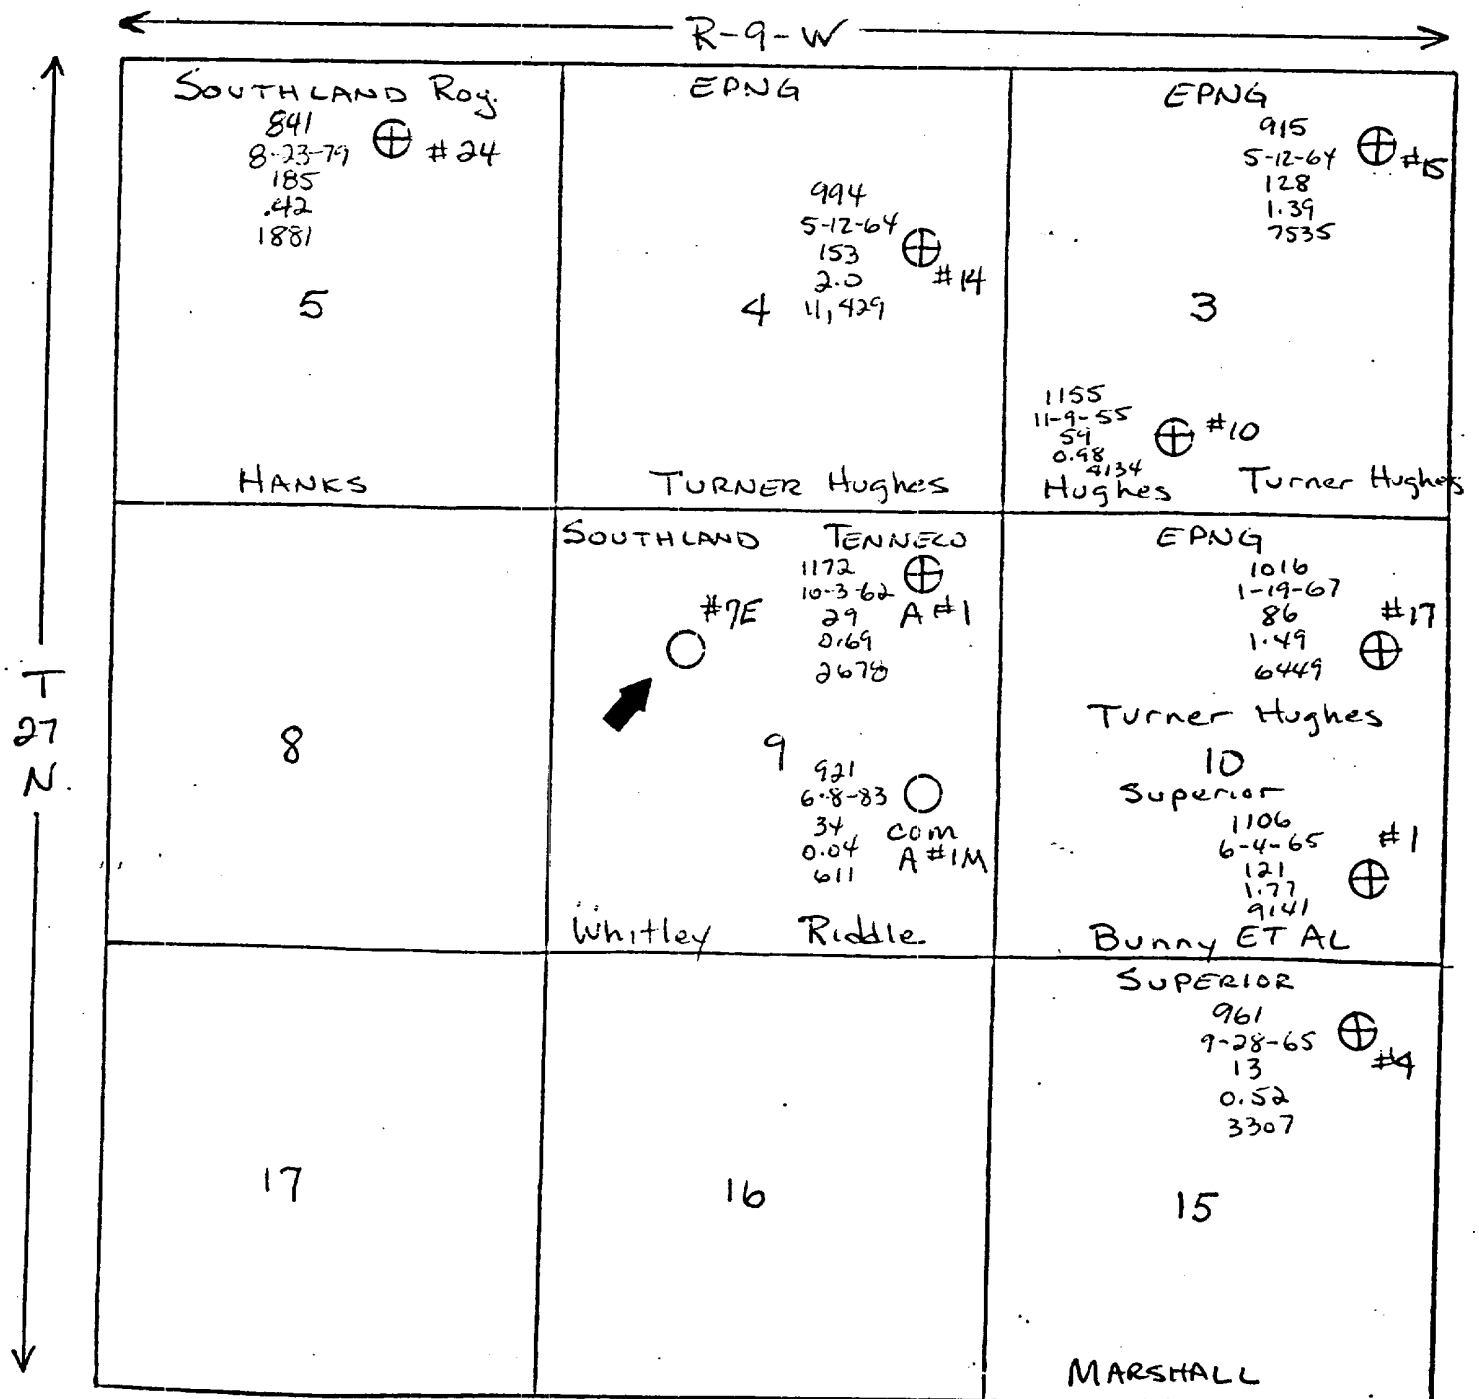 R-9-W
T
27
N.
SOUTHLAND Roy.
841
8-23-79
185
.42
1881
#24
5
HANKS
EPNG
994
5-12-64
153
2.0
11,429
#14
4
TURNER Hughes
EPNG
915
5-12-64
128
1.39
7535
#15
3
1155
11-9-55
59
0.98
4134
#10
Hughes
Turner Hughes
8
SOUTHLAND
#7E
TENNECO
1172
10-3-62
29
0.69
2678
A #1
9
921
6-8-83
34
0.04
611
com
A #1M
Whitley
Riddle
EPNG
1016
1-19-67
86
1.49
6449
#17
Turner Hughes
10
Superior
1106
6-4-65
121
1.77
9141
#1
Bunny ET AL
17
16
SUPERIOR
961
9-28-65
13
0.52
3307
#4
15
MARSHALL